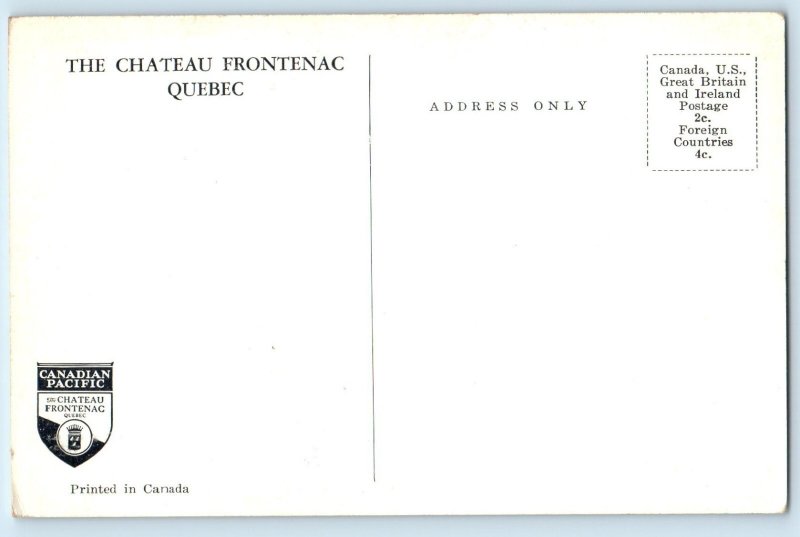 THE CHATEAU FRONTENAC
QUEBEC
ADDRESS ONLY
Canada, U.S.,
Great Britain
and Ireland
Postage
2c.
Foreign
Countries
4c.
CANADIAN
PACIFIC
THE CHATEAU
FRONTENAC
QUEBEC
Printed in Canada